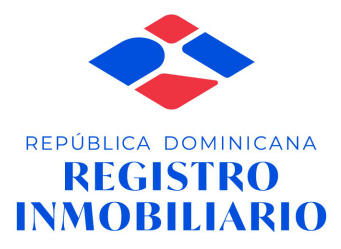 REPÚBLICA DOMINICANA
REGISTRO
INMOBILIARIO